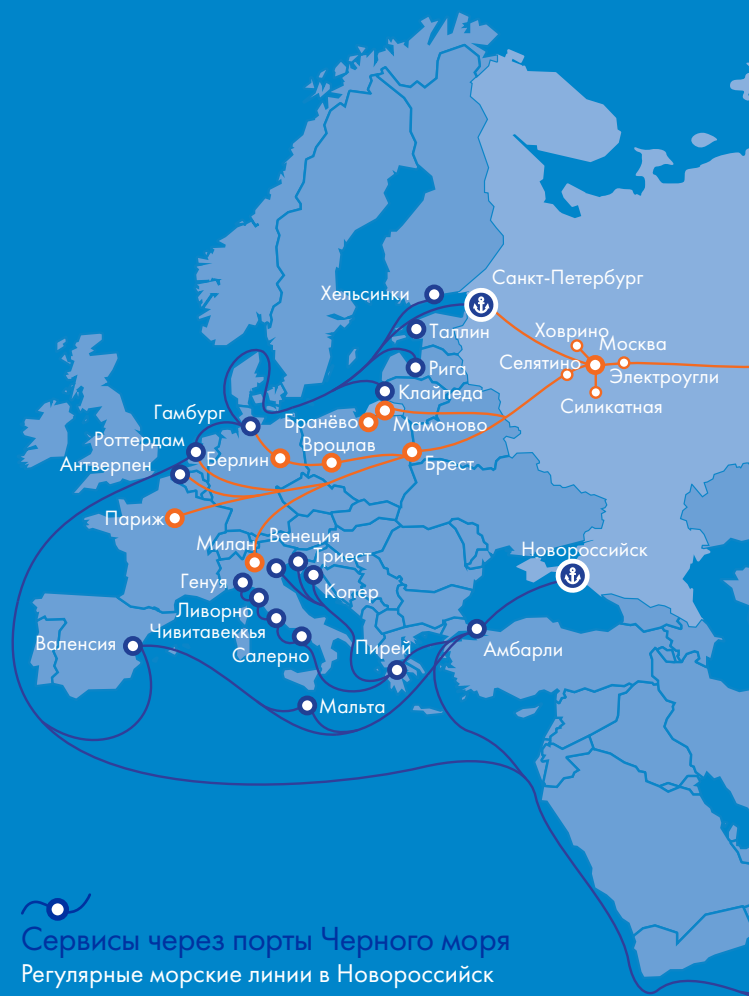 Санкт-Петербург
Хельсинки
Таллин
Ховрино
Москва
Селятино
Рига
Электроугли
Клайпеда
Силикатная
Гамбург
Бранёво
Мамоново
Роттердам
Вроцлав
Антверпен
Берлин
Брест
Париж
Милан
Венеция
Триест
Новороссийск
Генуя
Копер
Ливорно
Чивитавеккья
Валенсия
Салерно
Пирей
Амбарли
Мальта
Сервисы через порты Черного моря
Регулярные морские линии в Новороссийск